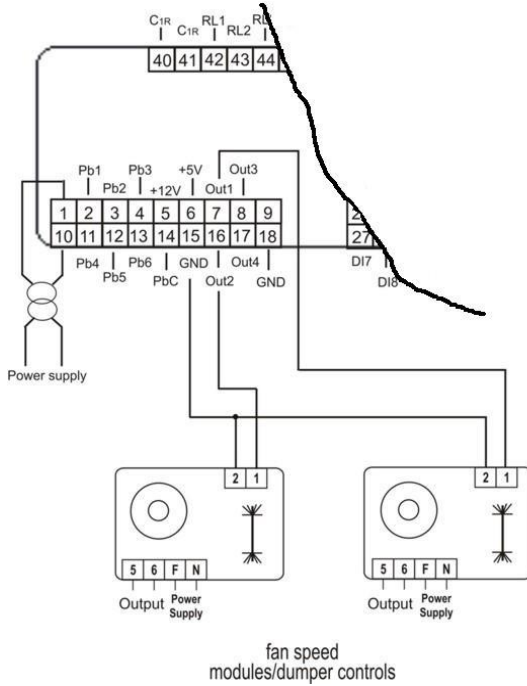 C1R C1R RL1 RL2 RL
40 41 42 43 44
Pb1 Pb2 Pb3 +12V +5V Out1 Out3
1 2 3 4 5 6 7 8 9
10 11 12 13 14 15 16 17 18
27
Pb4 Pb5 Pb6 PbC GND Out2 Out4 GND
DI7 DI8
Power supply
2 1
2 1
5 6 F N
5 6 F N
Output Power Supply
Output Power Supply
fan speed
modules/dumper controls